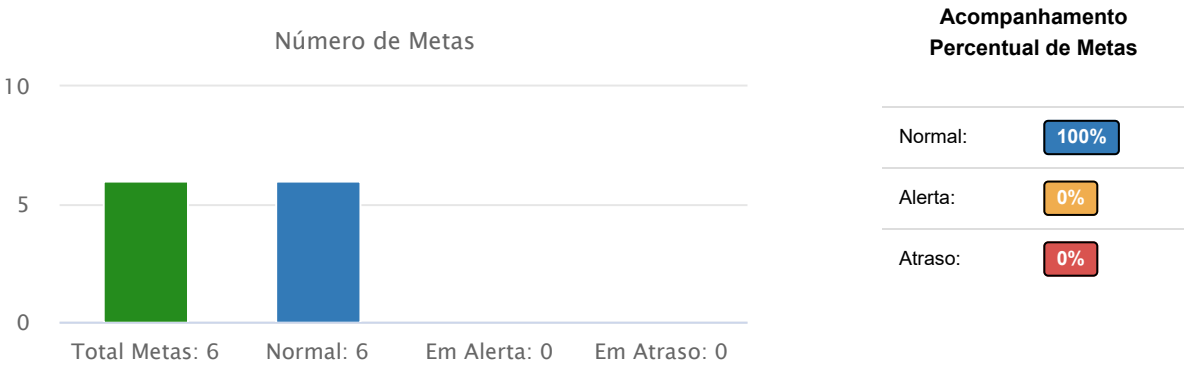 Número de Metas
10
5
0
Total Metas: 6
Normal: 6
Em Alerta: 0
Em Atraso: 0
Acompanhamento
Percentual de Metas
Normal: 100%
Alerta: 0%
Atraso: 0%